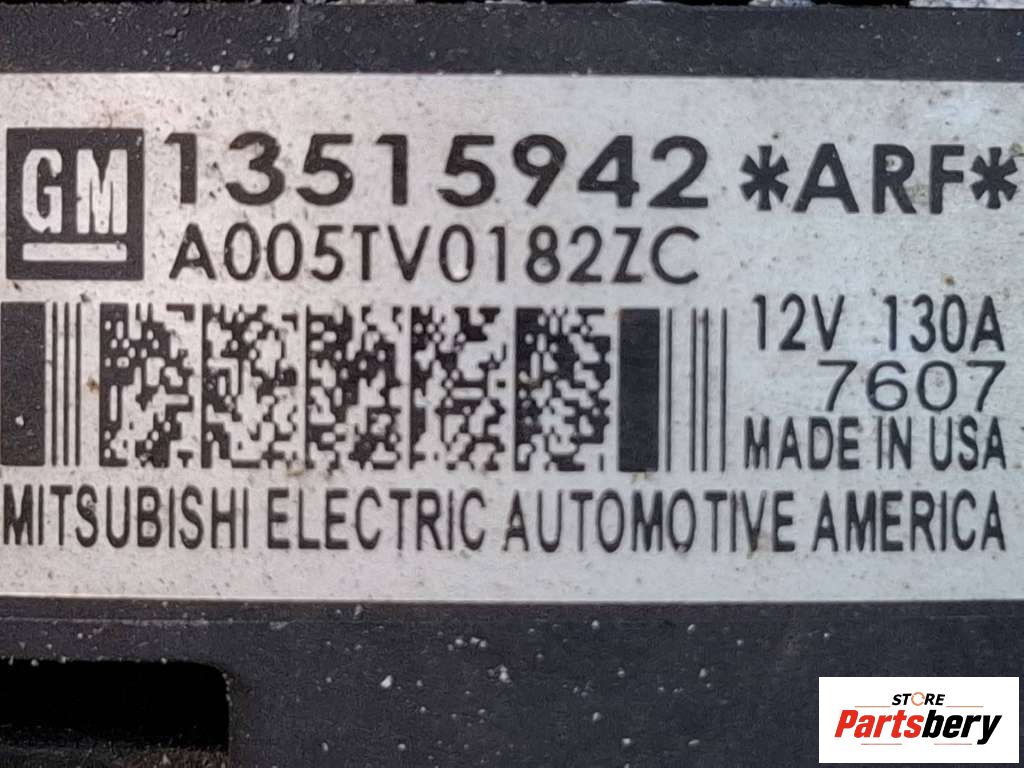 GM 13515942 *ARF*
A005TV0182ZC
12V 130A
7607
MADE IN USA
MITSUBISHI ELECTRIC AUTOMOTIVE AMERICA
STORE
Partsbery